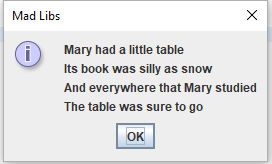 Mad Libs
Mary had a little table
Its book was silly as snow
And everywhere that Mary studied
The table was sure to go
OK